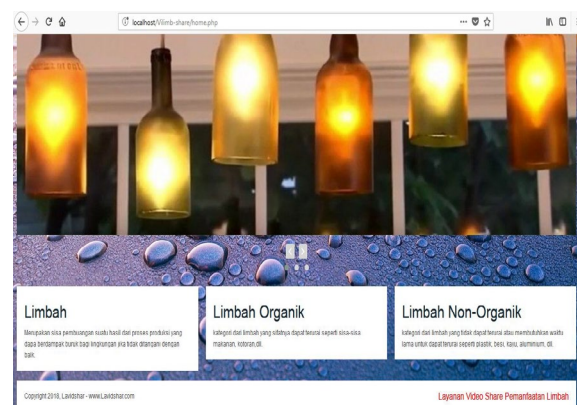 localhost/Vilimb-share/home.php
Limbah
Merupakan sisa pembuangan suatu hasil dari proses produksi yang
dapa berdampak buruk bagi lingkungan jika tidak ditangani dengan
baik.
Limbah Organik
kategori dari limbah yang sifatnya dapat terurai seperti sisa-sisa
makanan, kotoran,dll.
Limbah Non-Organik
kategori dari limbah yang tidak dapat terurai atau membutuhkan waktu
lama untuk dapat terurai seperti plastik, besi, kayu, aluminium, dll.
Copyright 2018, Lavidshar - www.Lavidshar.com
Layanan Video Share Pemanfaatan Limbah